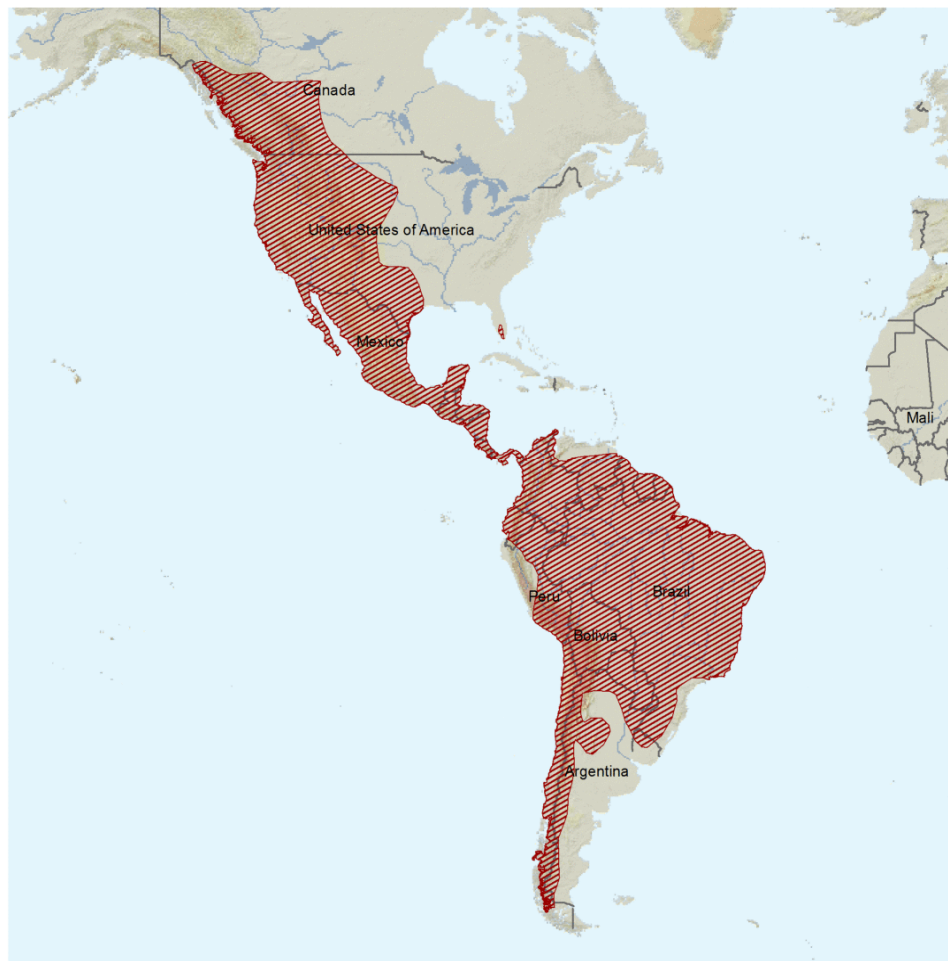 Canada
United States of America
Mexico
Mali
Peru
Brazil
Bolivia
Argentina